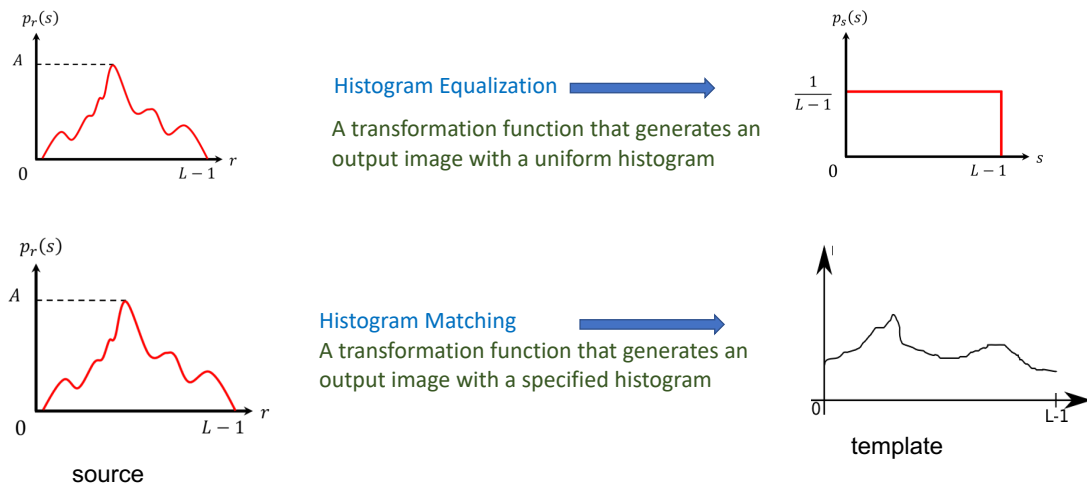 p_r(s)
A
0
L − 1
r
Histogram Equalization
A transformation function that generates an
output image with a uniform histogram
p_s(s)
1
L − 1
0
L − 1
s
p_r(s)
A
0
L − 1
r
source
Histogram Matching
A transformation function that generates an
output image with a specified histogram
0
L-1
template